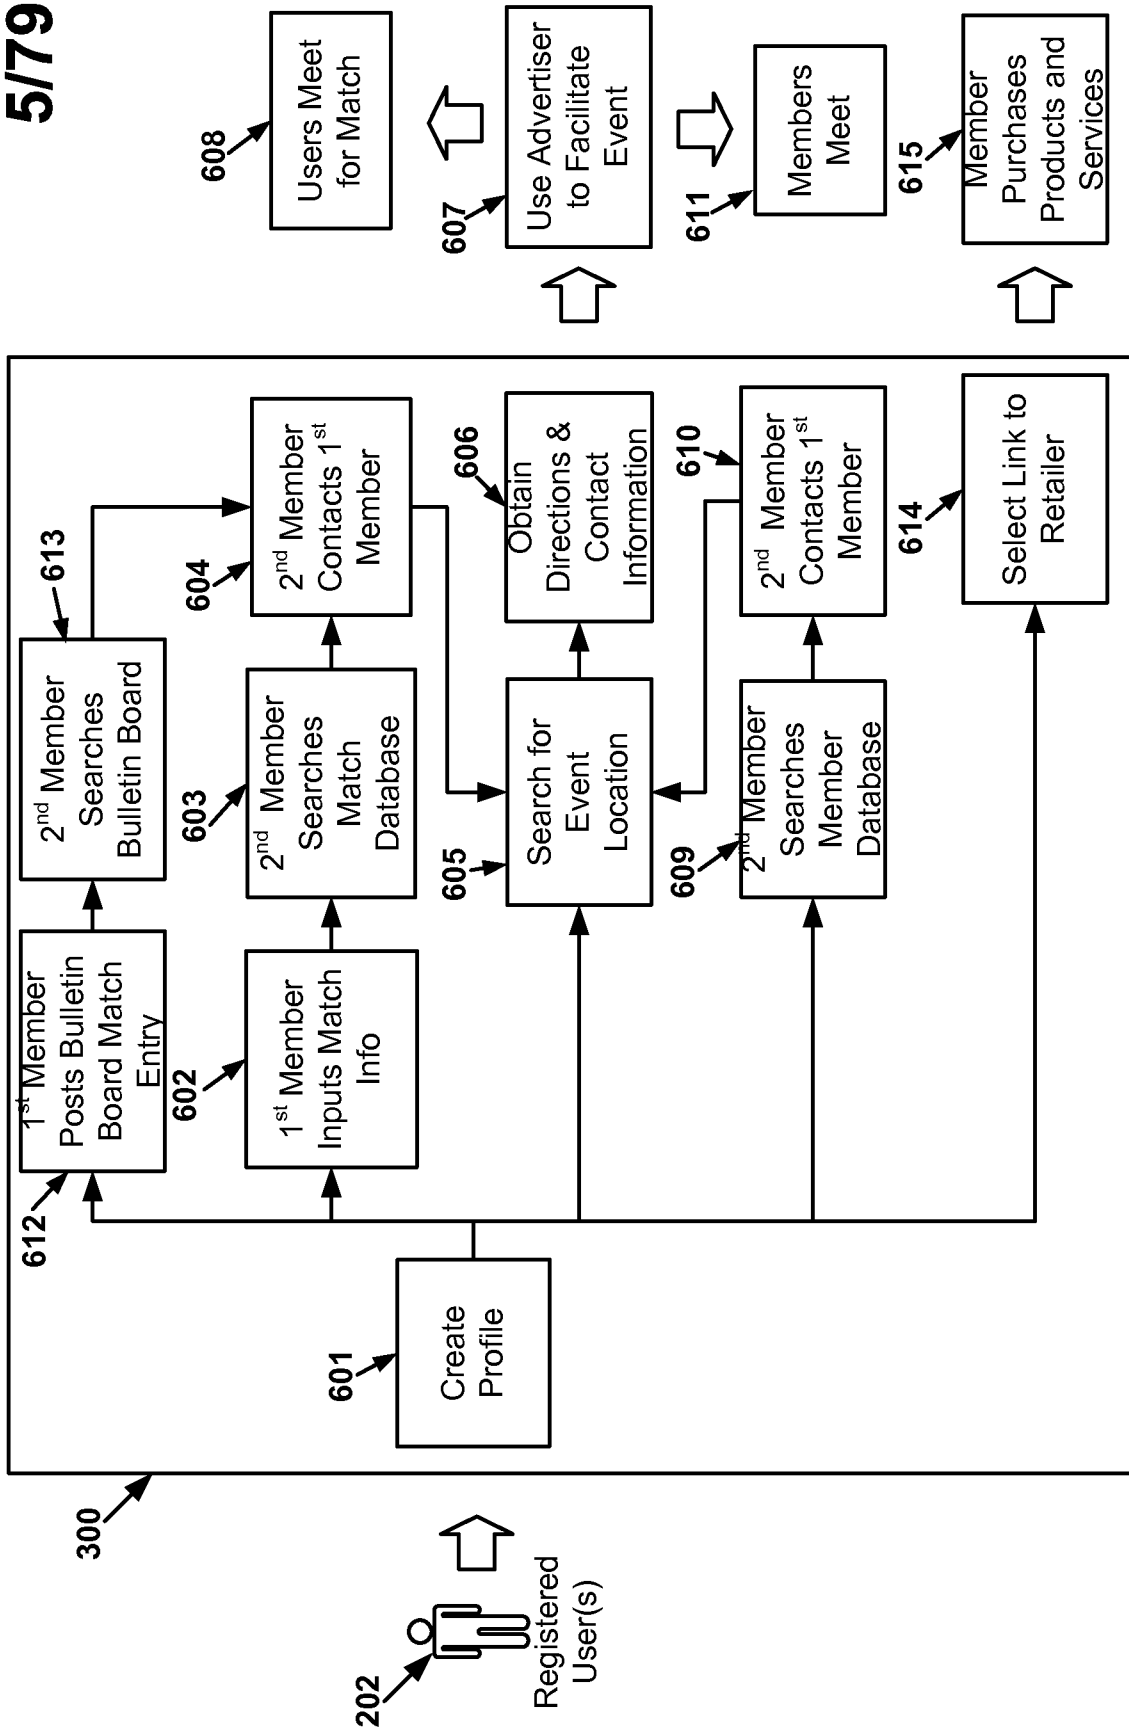 5/79
300
202
Registered
User(s)
601
Create
Profile
612
1st Member
Posts Bulletin
Board Match
Entry
613
2nd Member
Searches
Bulletin Board
602
1st Member
Inputs Match
Info
603
2nd Member
Searches
Match
Database
604
2nd Member
Contacts 1st
Member
605
Search for
Event
Location
606
Obtain
Directions &
Contact
Information
609
2nd Member
Searches
Member
Database
610
2nd Member
Contacts 1st
Member
614
Select Link to
Retailer
608
Users Meet
for Match
607
Use Advertiser
to Facilitate
Event
611
Members
Meet
615
Member
Purchases
Products and
Services